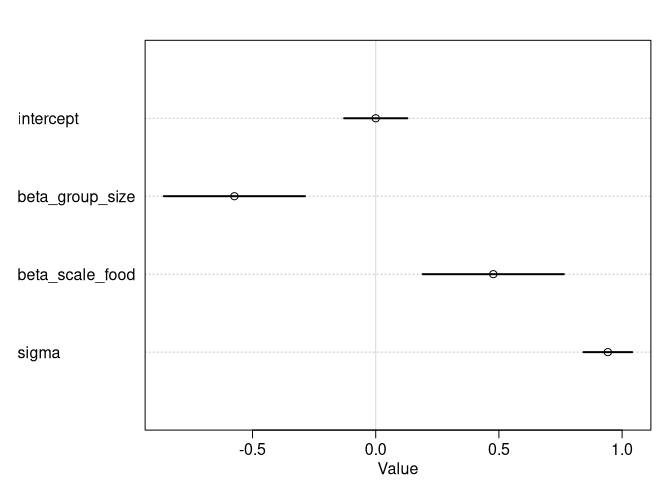 intercept
beta_group_size
beta_scale_food
sigma
-0.5 0.0 0.5 1.0
Value